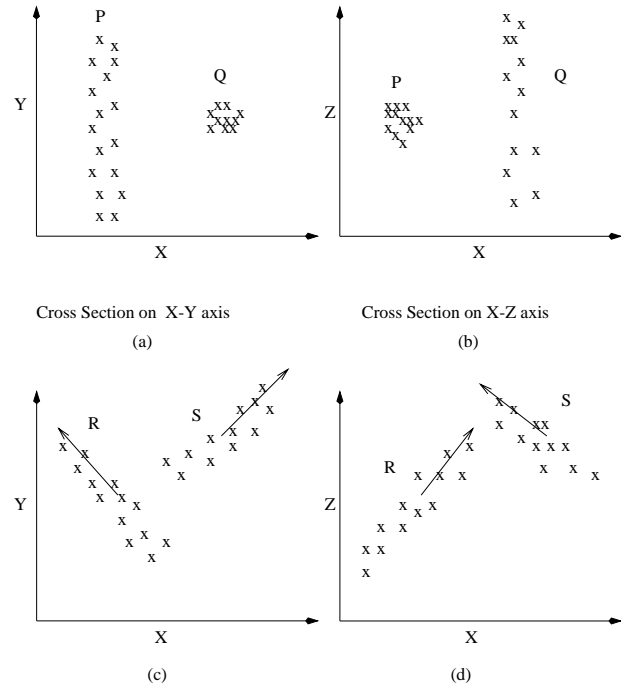 P
Q
Y
X
P
Q
Z
X
Cross Section on X-Y axis
(a)
Cross Section on X-Z axis
(b)
R
S
Y
X
(c)
R
S
Z
X
(d)